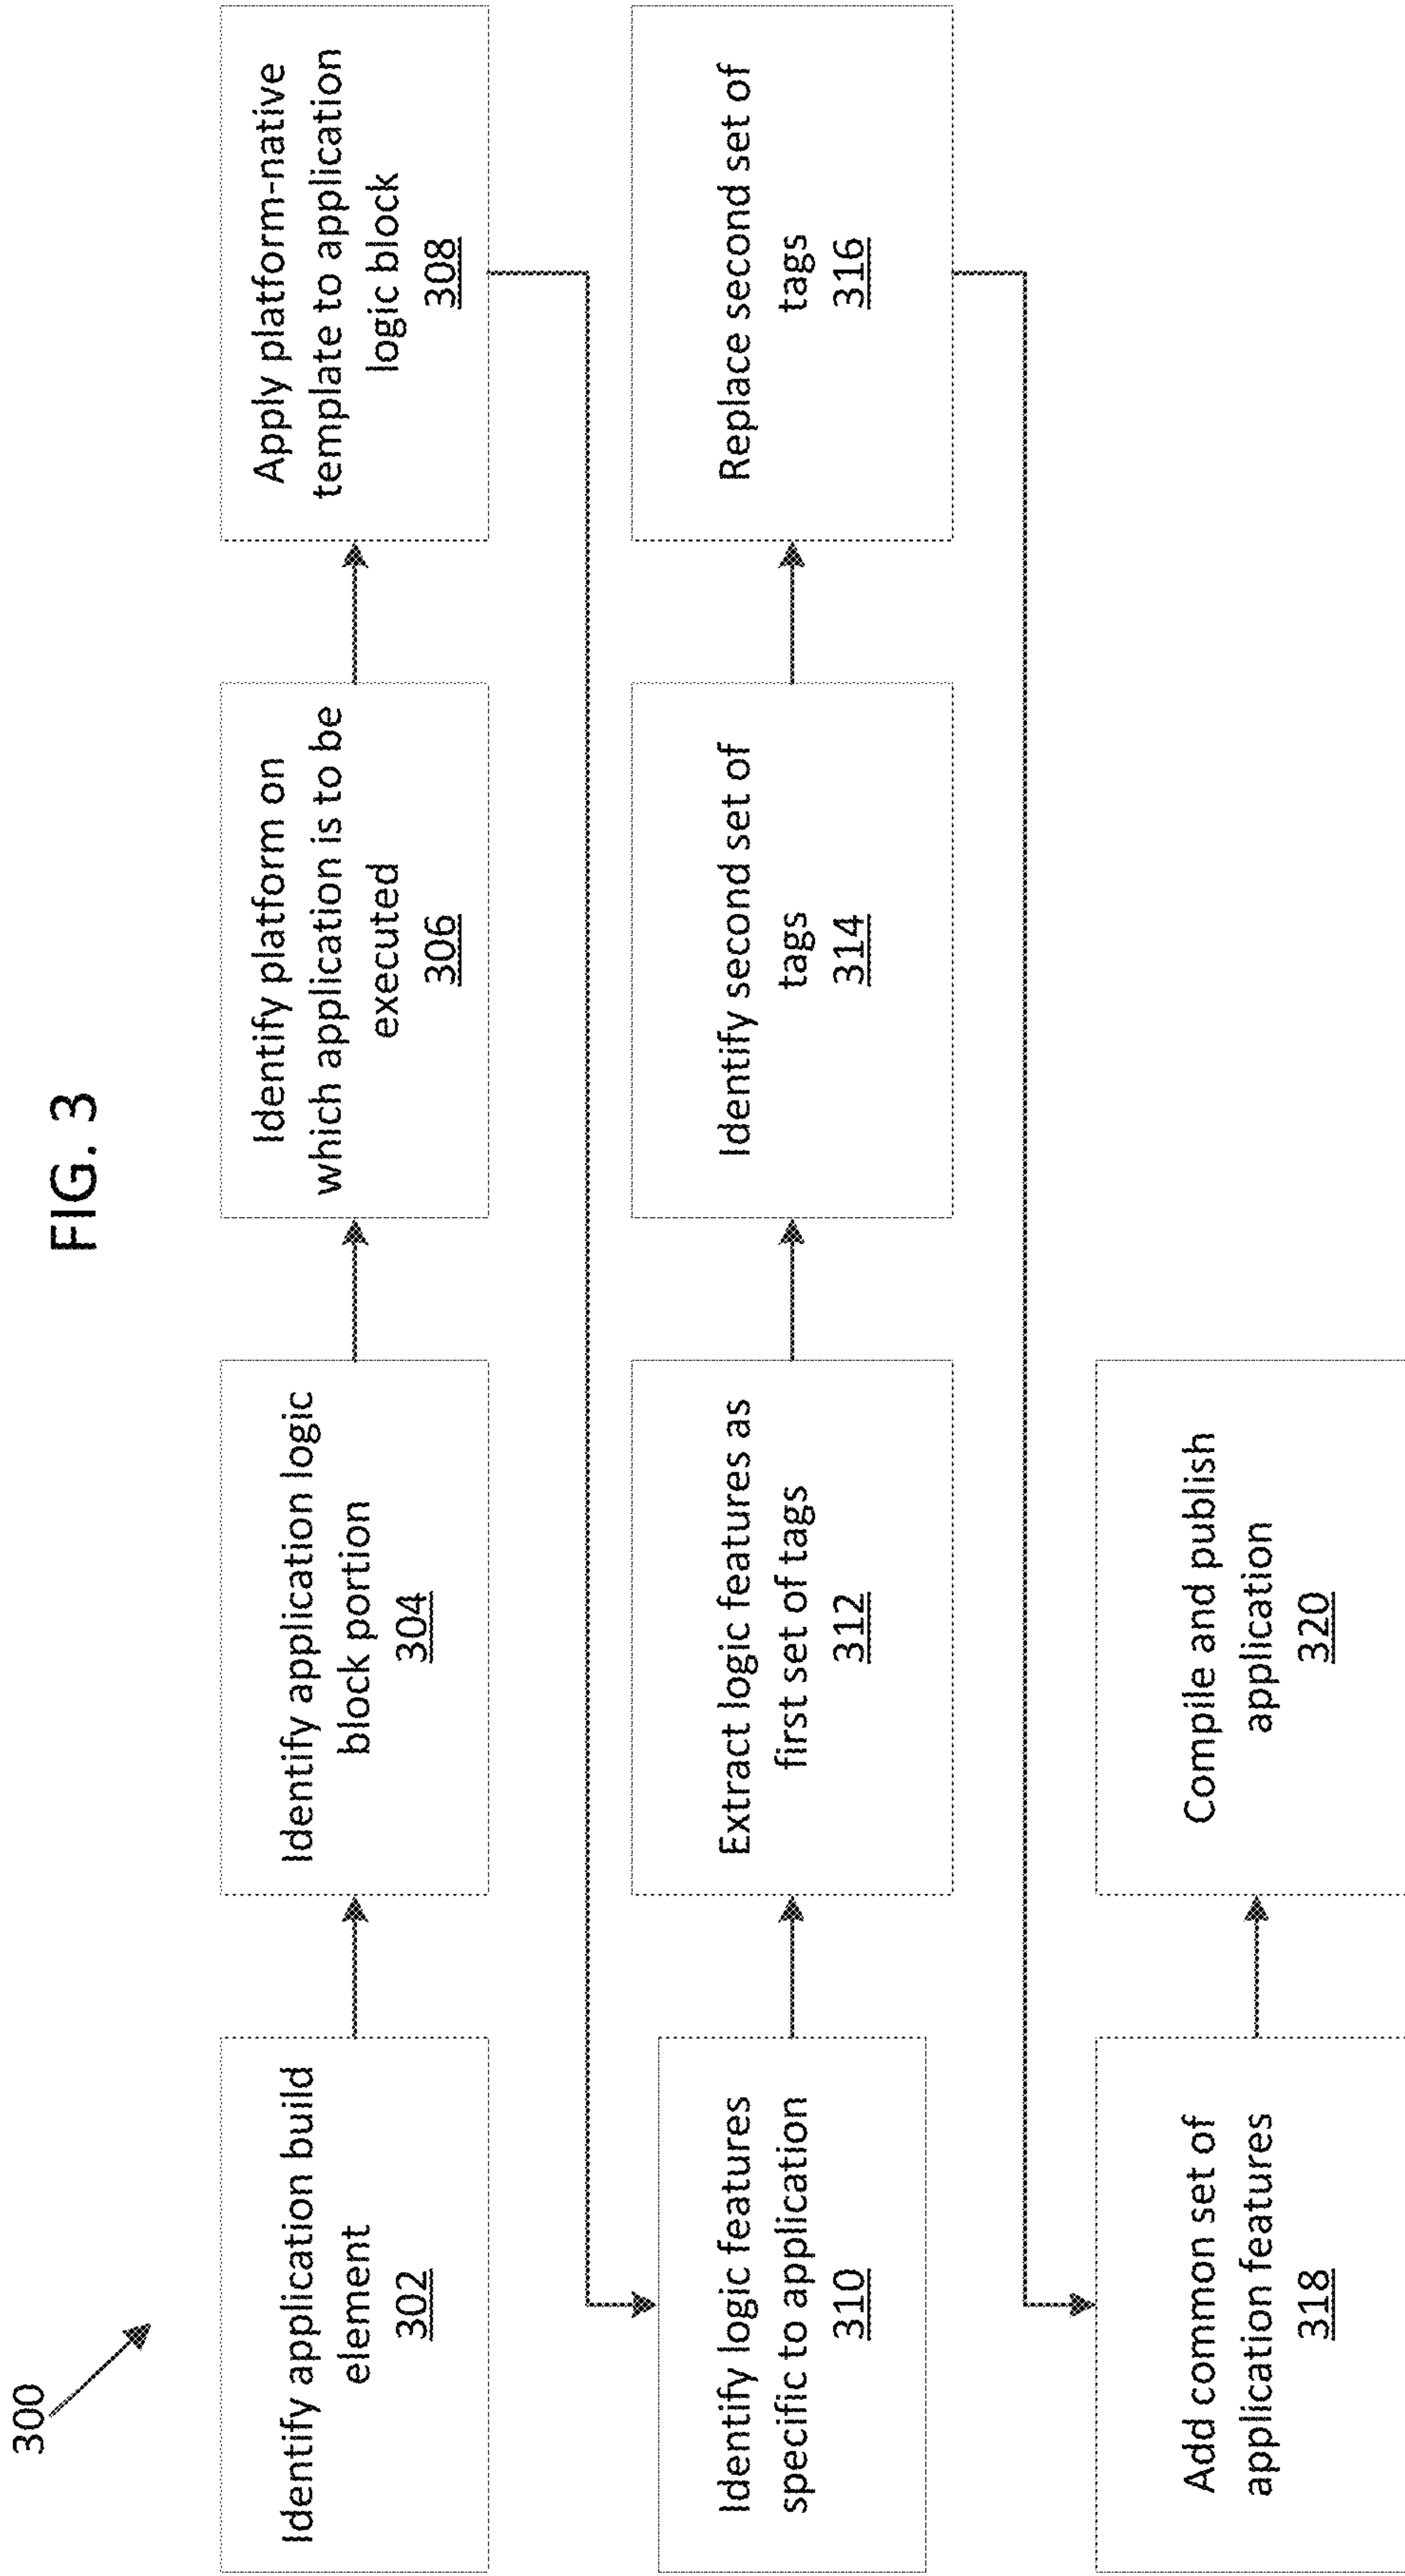 FIG. 3
300
Identify application build
element
302
Identify application logic
block portion
304
Identify platform on
which application is to be
executed
306
Apply platform-native
template to application
logic block
308
Identify logic features
specific to application
310
Extract logic features as
first set of tags
312
Identify second set of
tags
314
Replace second set of
tags
316
Add common set of
application features
318
Compile and publish
application
320